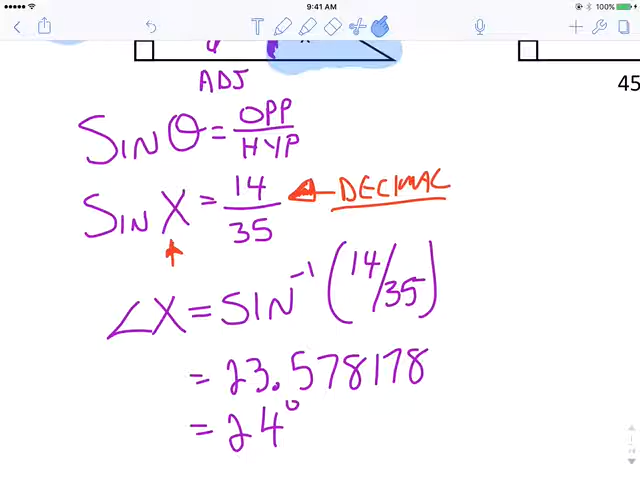 9:41 AM
100%
ADJ
45
SIN θ = OPP/HYP
SIN X = 14/35 ← DECIMAL
∠X = SIN⁻¹ (14/35)
= 23.578178
= 24°